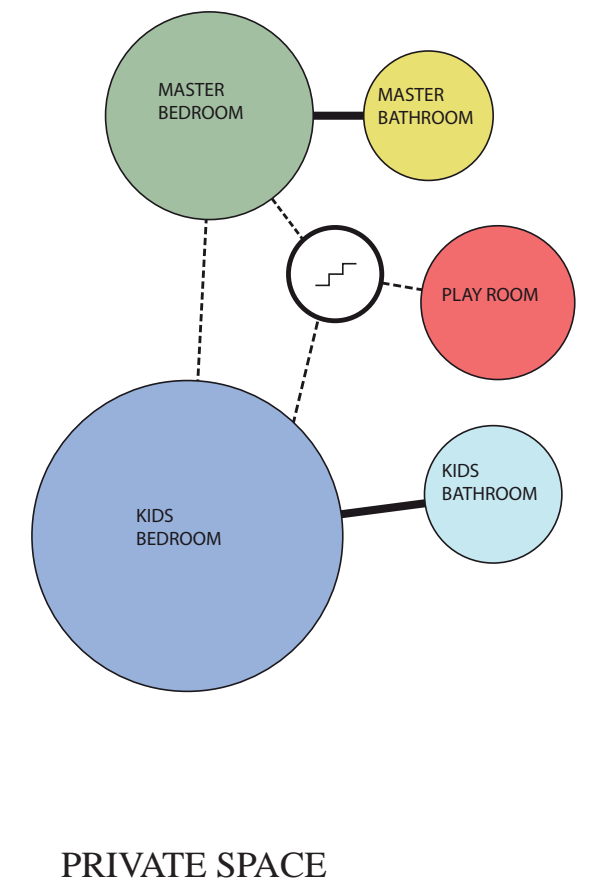 MASTER
BEDROOM
MASTER
BATHROOM
PLAY ROOM
KIDS
BATHROOM
KIDS
BEDROOM
PRIVATE SPACE